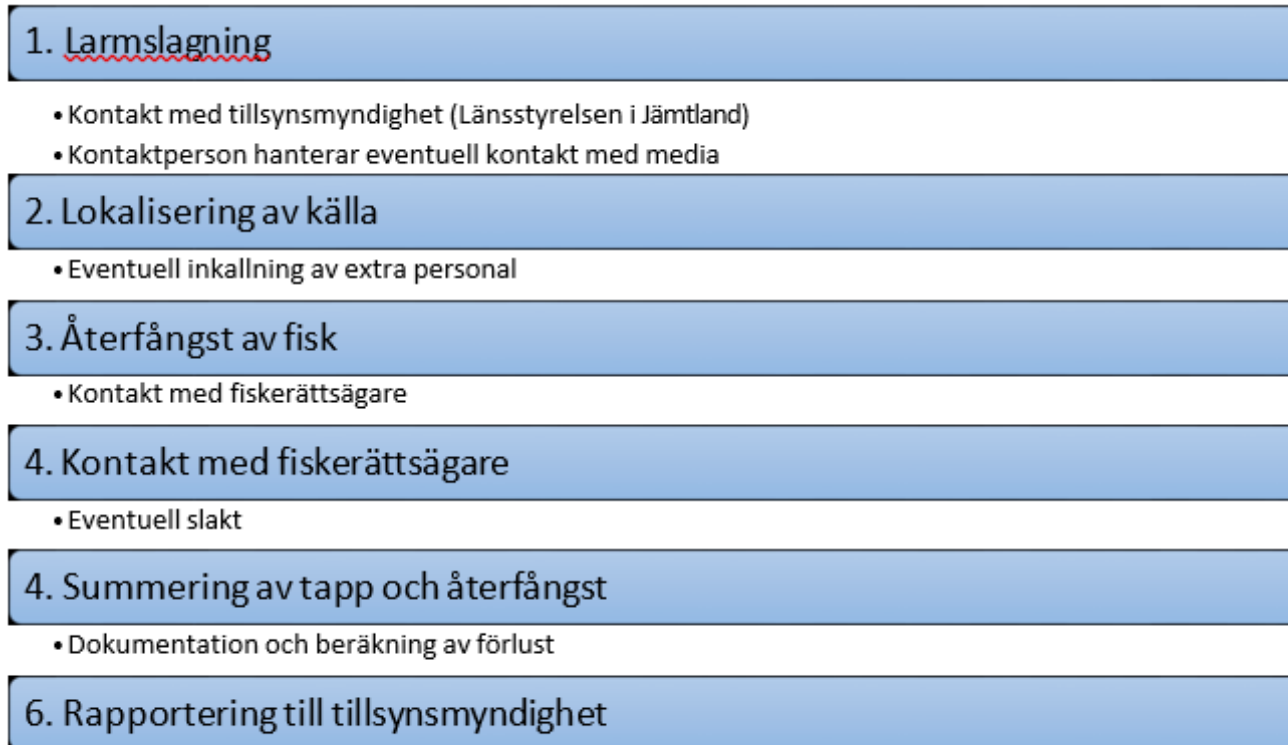 1. Larmslagning
• Kontakt med tillsynsmyndighet (Länsstyrelsen i Jämtland)
• Kontaktperson hanterar eventuell kontakt med media
2. Lokalisering av källa
• Eventuell inkallning av extra personal
3. Återfångst av fisk
• Kontakt med fiskerättsägare
4. Kontakt med fiskerättsägare
• Eventuell slakt
4. Summering av tapp och återfångst
• Dokumentation och beräkning av förlust
6. Rapportering till tillsynsmyndighet